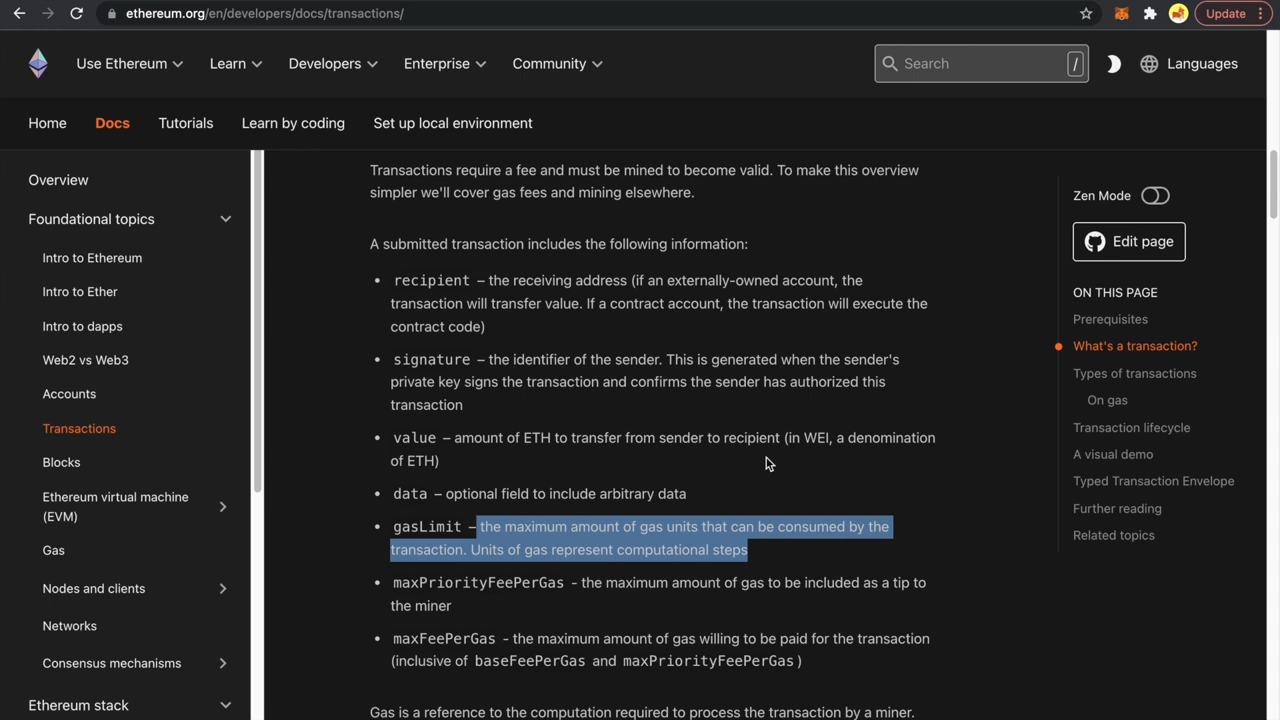 ethereum.org/en/developers/docs/transactions/
Update
Use Ethereum
Learn
Developers
Enterprise
Community
Search
/
Languages
Home
Docs
Tutorials
Learn by coding
Set up local environment
Overview
Foundational topics
Intro to Ethereum
Intro to Ether
Intro to dapps
Web2 vs Web3
Accounts
Transactions
Blocks
Ethereum virtual machine
(EVM)
Gas
Nodes and clients
Networks
Consensus mechanisms
Ethereum stack
Transactions require a fee and must be mined to become valid. To make this overview
simpler we'll cover gas fees and mining elsewhere.
A submitted transaction includes the following information:
• recipient – the receiving address (if an externally-owned account, the
transaction will transfer value. If a contract account, the transaction will execute the
contract code)
• signature – the identifier of the sender. This is generated when the sender's
private key signs the transaction and confirms the sender has authorized this
transaction
• value – amount of ETH to transfer from sender to recipient (in WEI, a denomination
of ETH)
• data – optional field to include arbitrary data
• gasLimit – the maximum amount of gas units that can be consumed by the
transaction. Units of gas represent computational steps
• maxPriorityFeePerGas - the maximum amount of gas to be included as a tip to
the miner
• maxFeePerGas - the maximum amount of gas willing to be paid for the transaction
(inclusive of baseFeePerGas and maxPriorityFeePerGas)
Gas is a reference to the computation required to process the transaction by a miner.
Zen Mode
Edit page
ON THIS PAGE
Prerequisites
What's a transaction?
Types of transactions
On gas
Transaction lifecycle
A visual demo
Typed Transaction Envelope
Further reading
Related topics